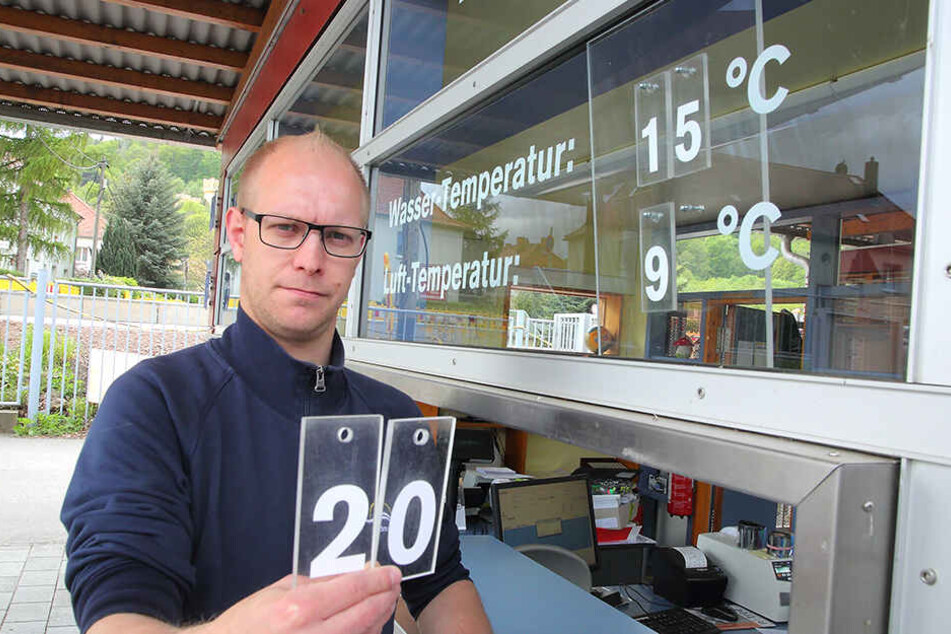 Wasser-Temperatur: 15 °C
Luft-Temperatur: 9 °C
20